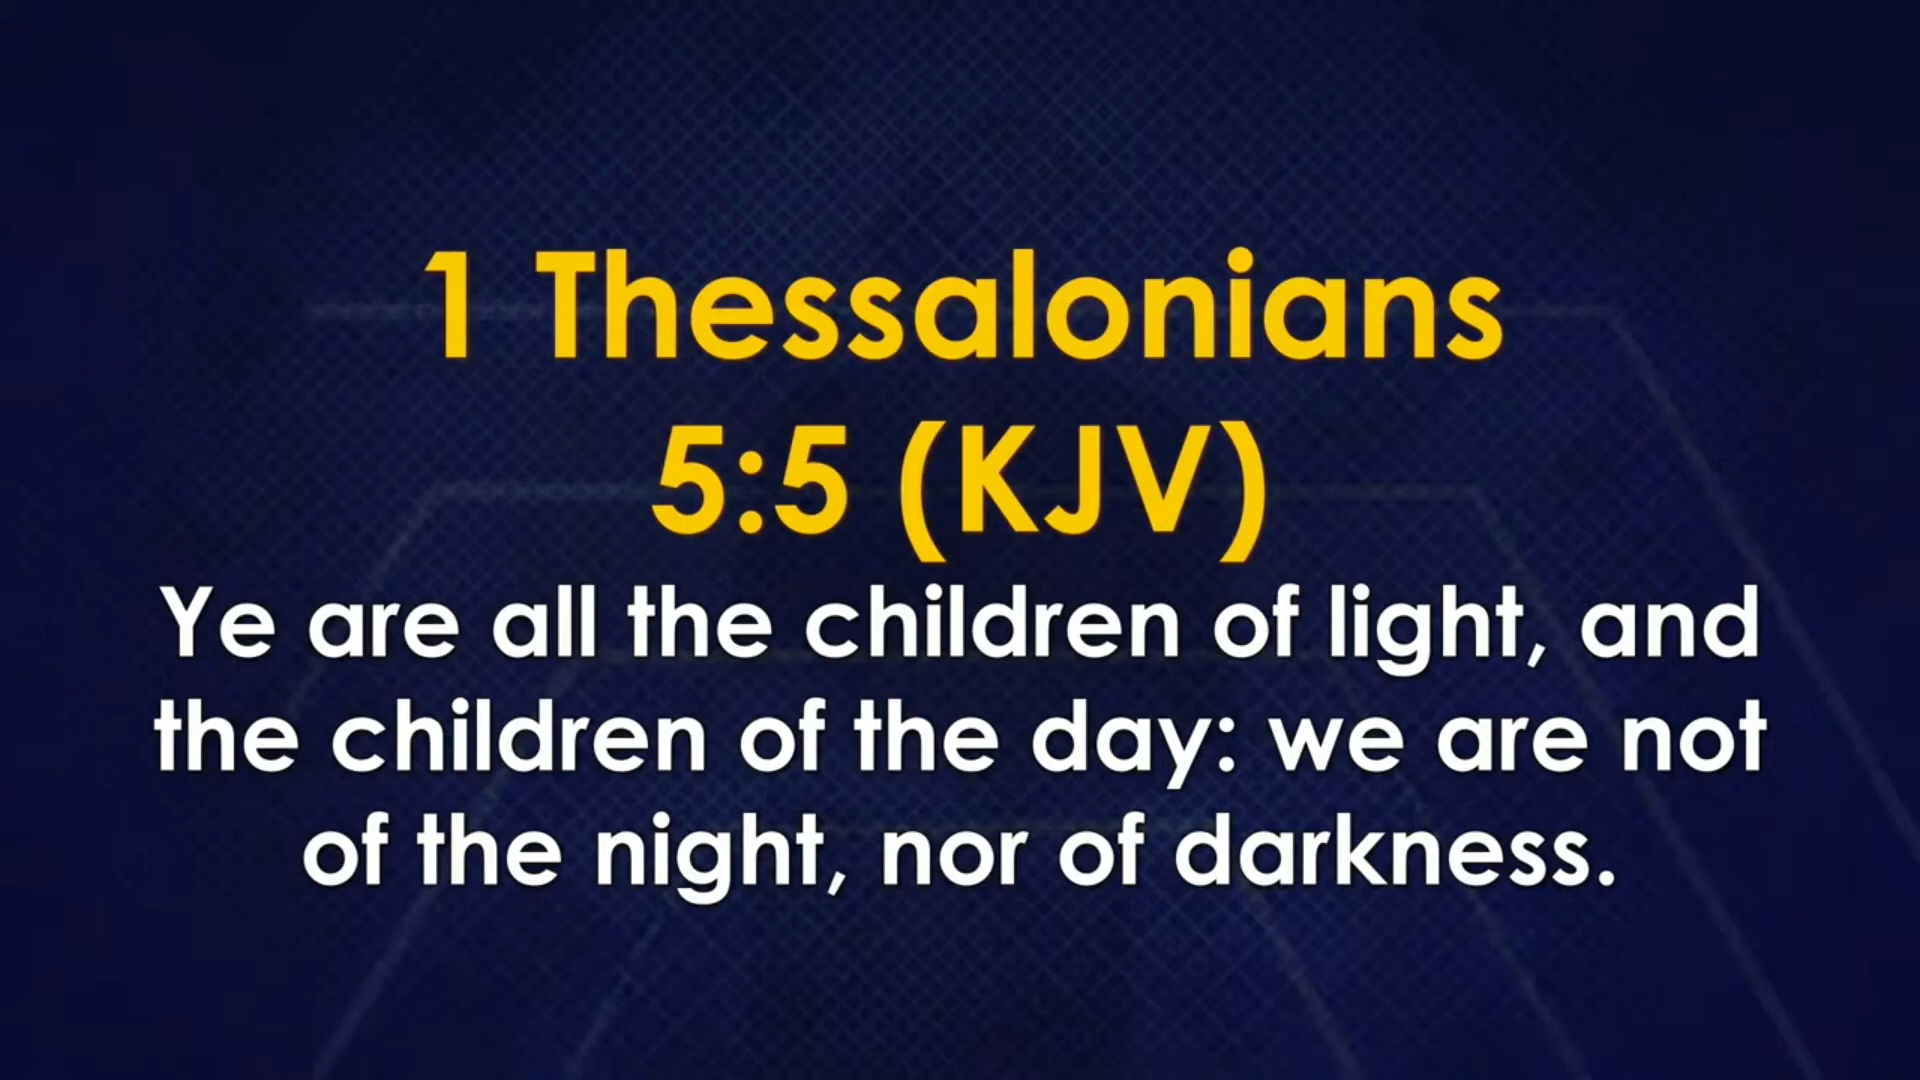 1 Thessalonians
5:5 (KJV)
Ye are all the children of light, and
the children of the day: we are not
of the night, nor of darkness.